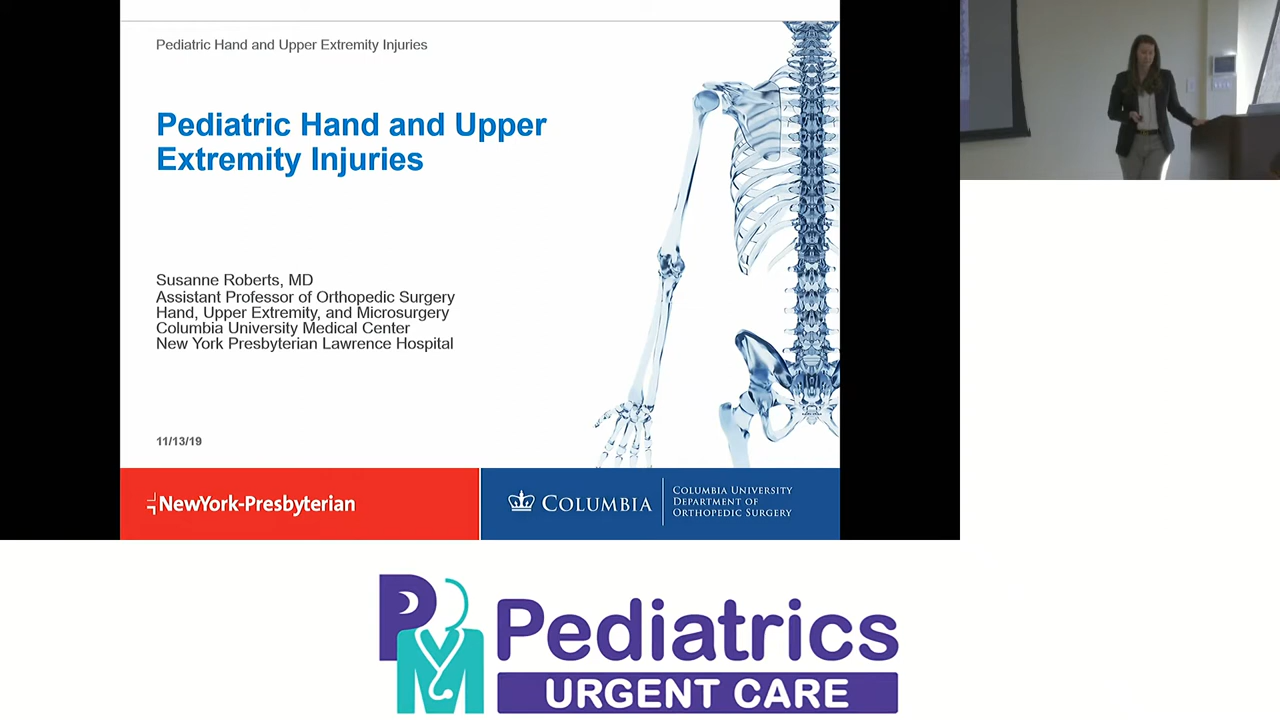 Pediatric Hand and Upper Extremity Injuries
Pediatric Hand and Upper
Extremity Injuries
Susanne Roberts, MD
Assistant Professor of Orthopedic Surgery
Hand, Upper Extremity, and Microsurgery
Columbia University Medical Center
New York Presbyterian Lawrence Hospital
11/13/19
NewYork-Presbyterian
COLUMBIA
COLUMBIA UNIVERSITY
DEPARTMENT OF
ORTHOPEDIC SURGERY
PM
Pediatrics
URGENT CARE